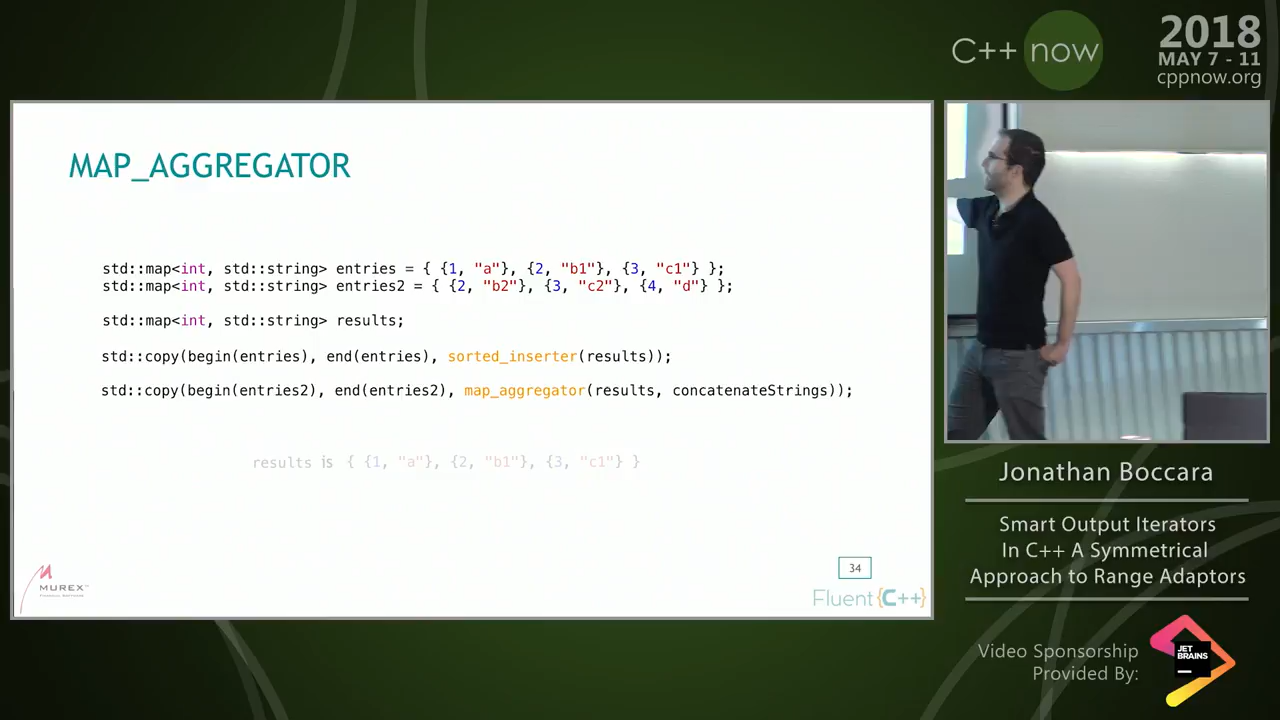 C++ now
2018
MAY 7 - 11
cppnow.org
MAP_AGGREGATOR
std::map<int, std::string> entries = { {1, "a"}, {2, "b1"}, {3, "c1"} };
std::map<int, std::string> entries2 = { {2, "b2"}, {3, "c2"}, {4, "d"} };
std::map<int, std::string> results;
std::copy(begin(entries), end(entries), sorted_inserter(results));
std::copy(begin(entries2), end(entries2), map_aggregator(results, concatenateStrings));
results is { {1, "a"}, {2, "b1"}, {3, "c1"} }
34
MUREX
Fluent {C++}
Jonathan Boccara
Smart Output Iterators
In C++ A Symmetrical
Approach to Range Adaptors
Video Sponsorship
Provided By:
JET
BRAINS